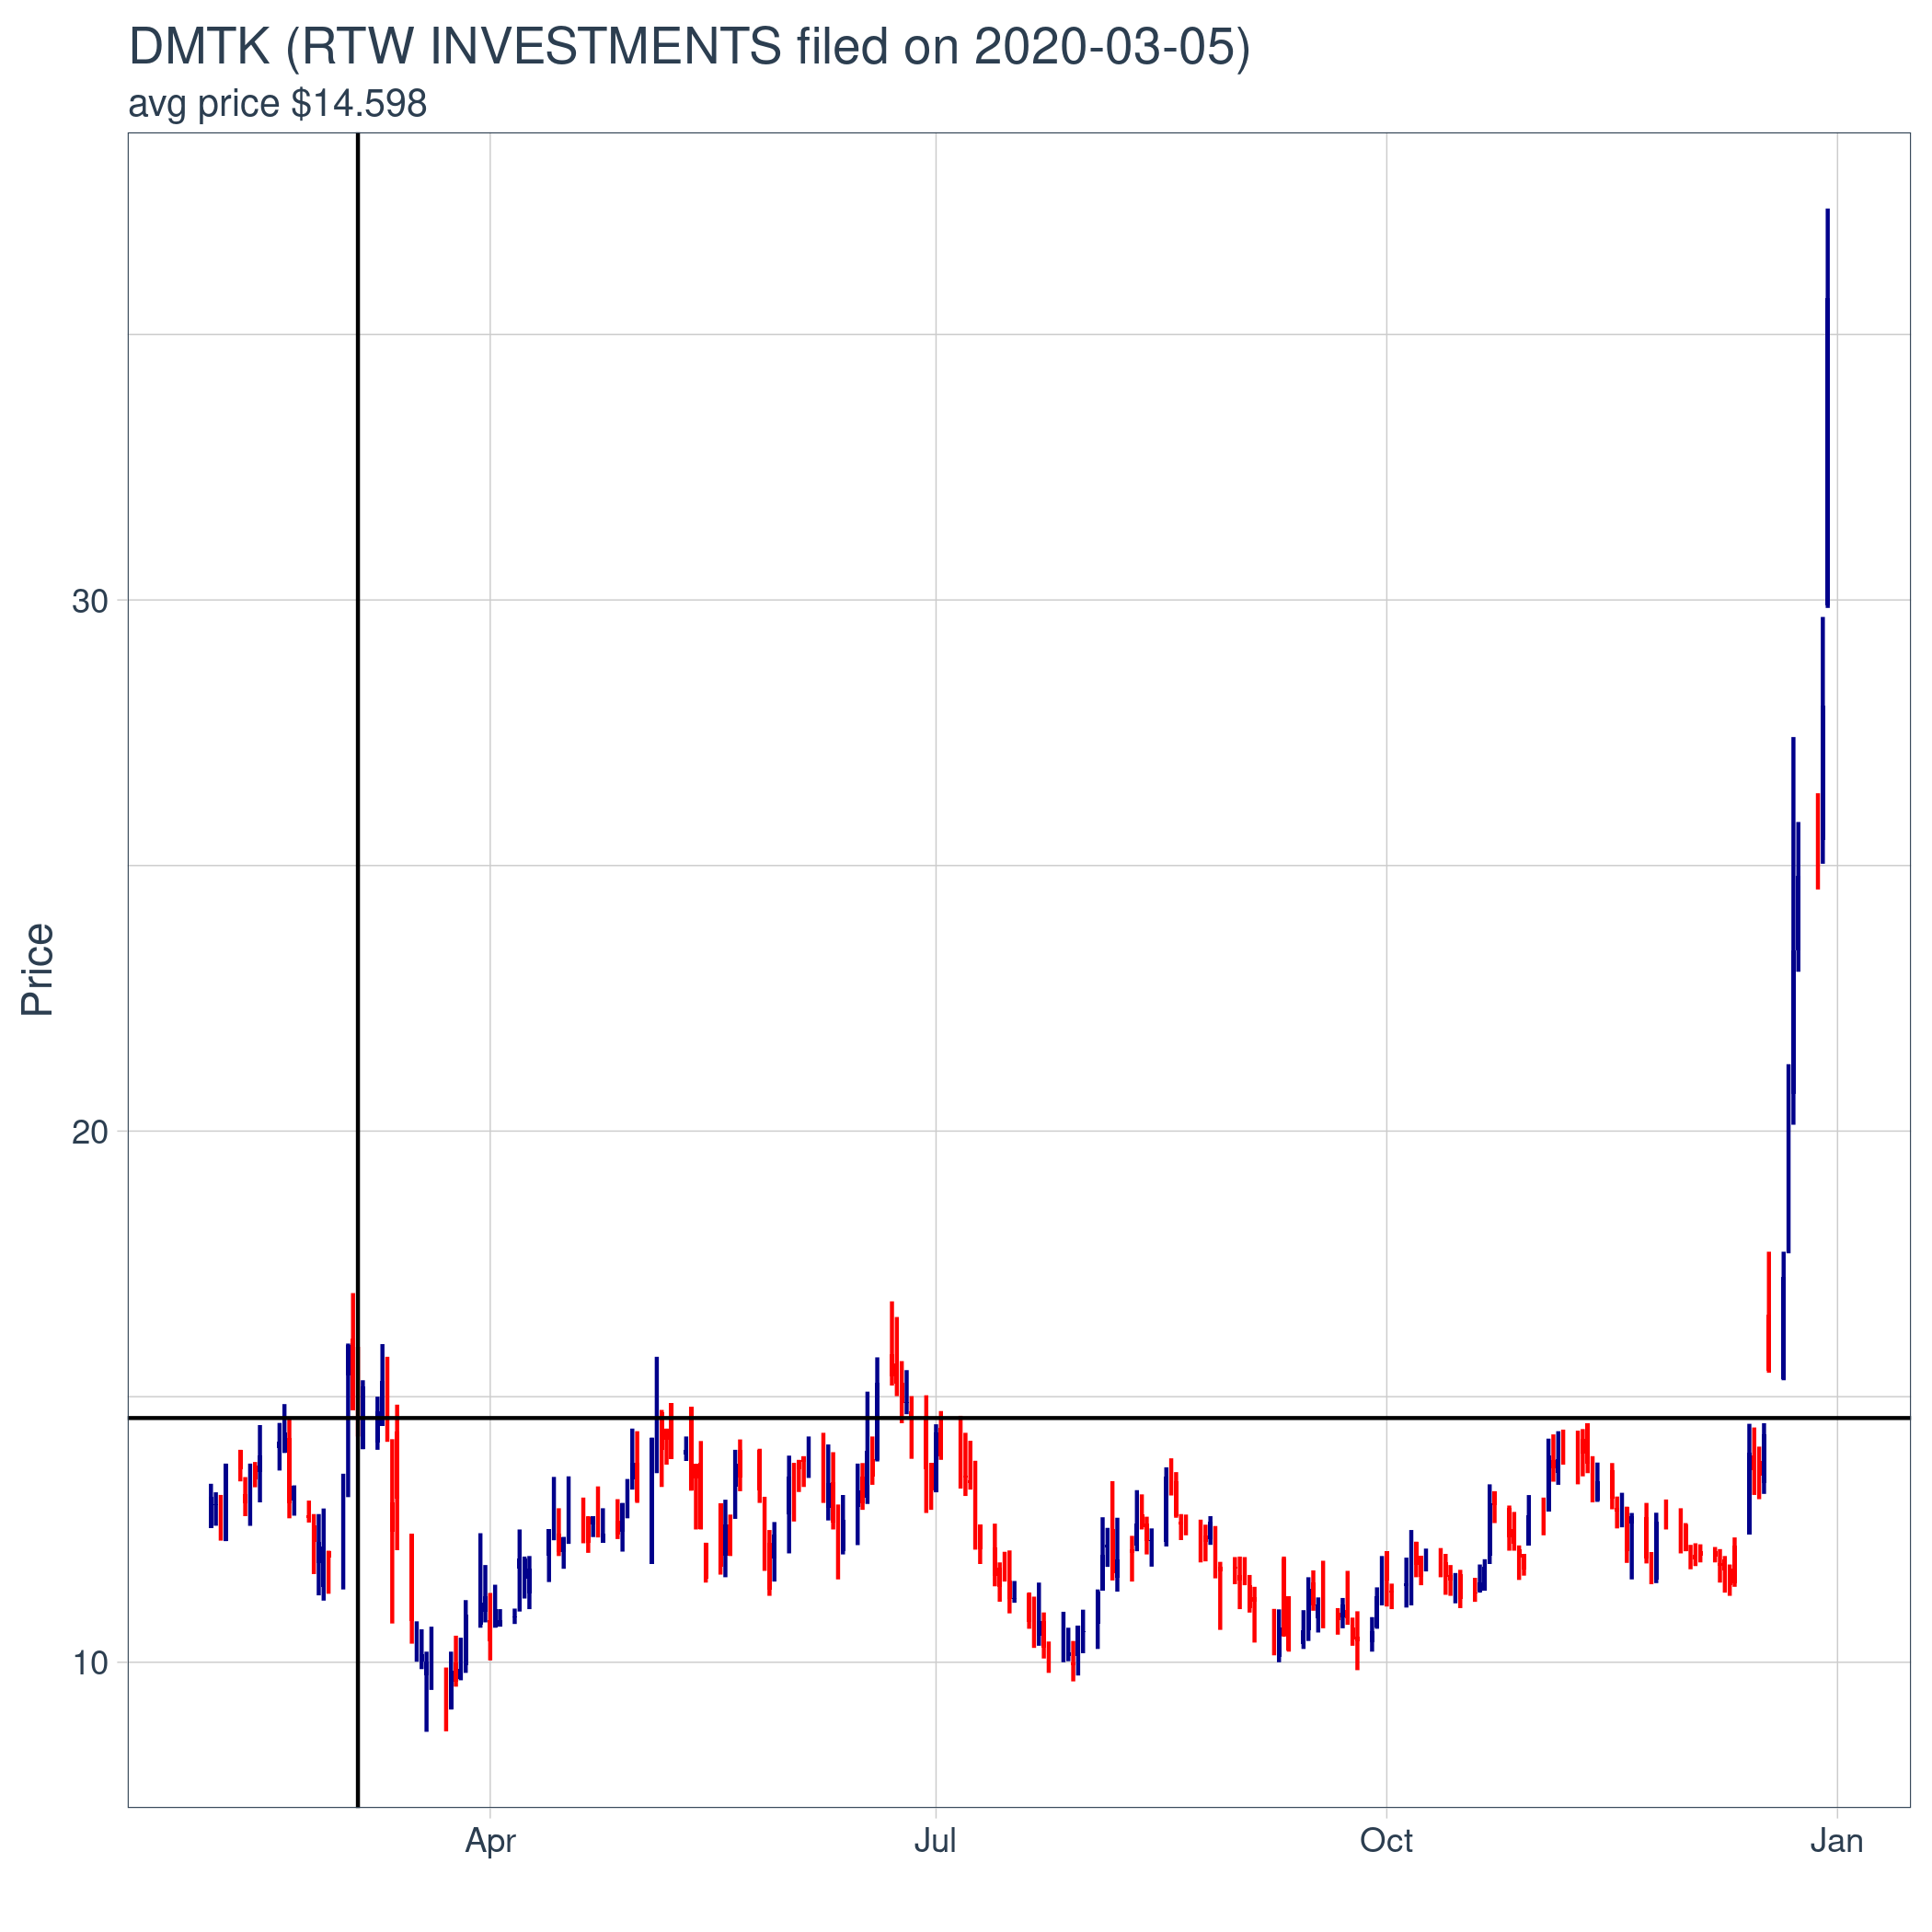 DMTK (RTW INVESTMENTS filed on 2020-03-05)
avg price $14.598
Price
30
20
10
Apr
Jul
Oct
Jan